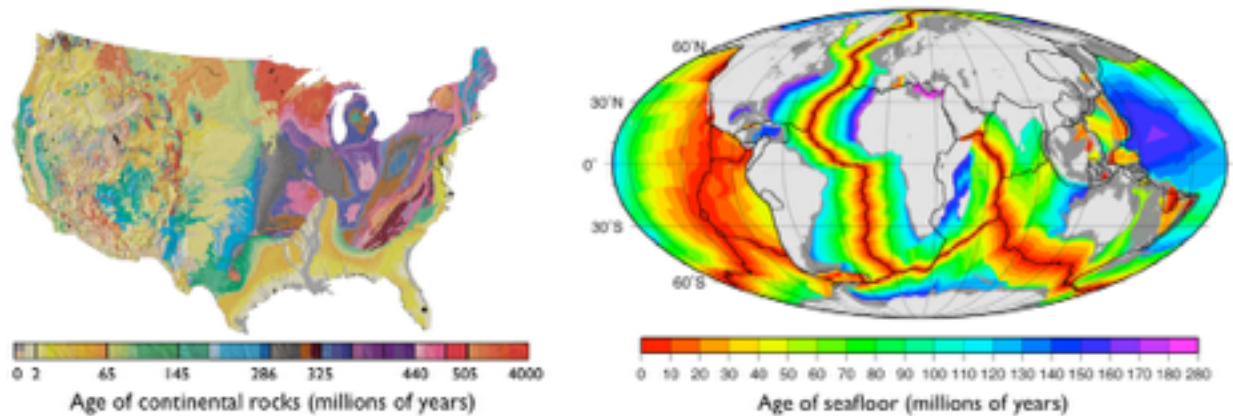 60°N
30°N
0°
30°S
60°S
0 2 65 145 286 325 440 505 4000
Age of continental rocks (millions of years)
0 10 20 30 40 50 60 70 80 90 100 110 120 130 140 150 160 170 180 280
Age of seafloor (millions of years)